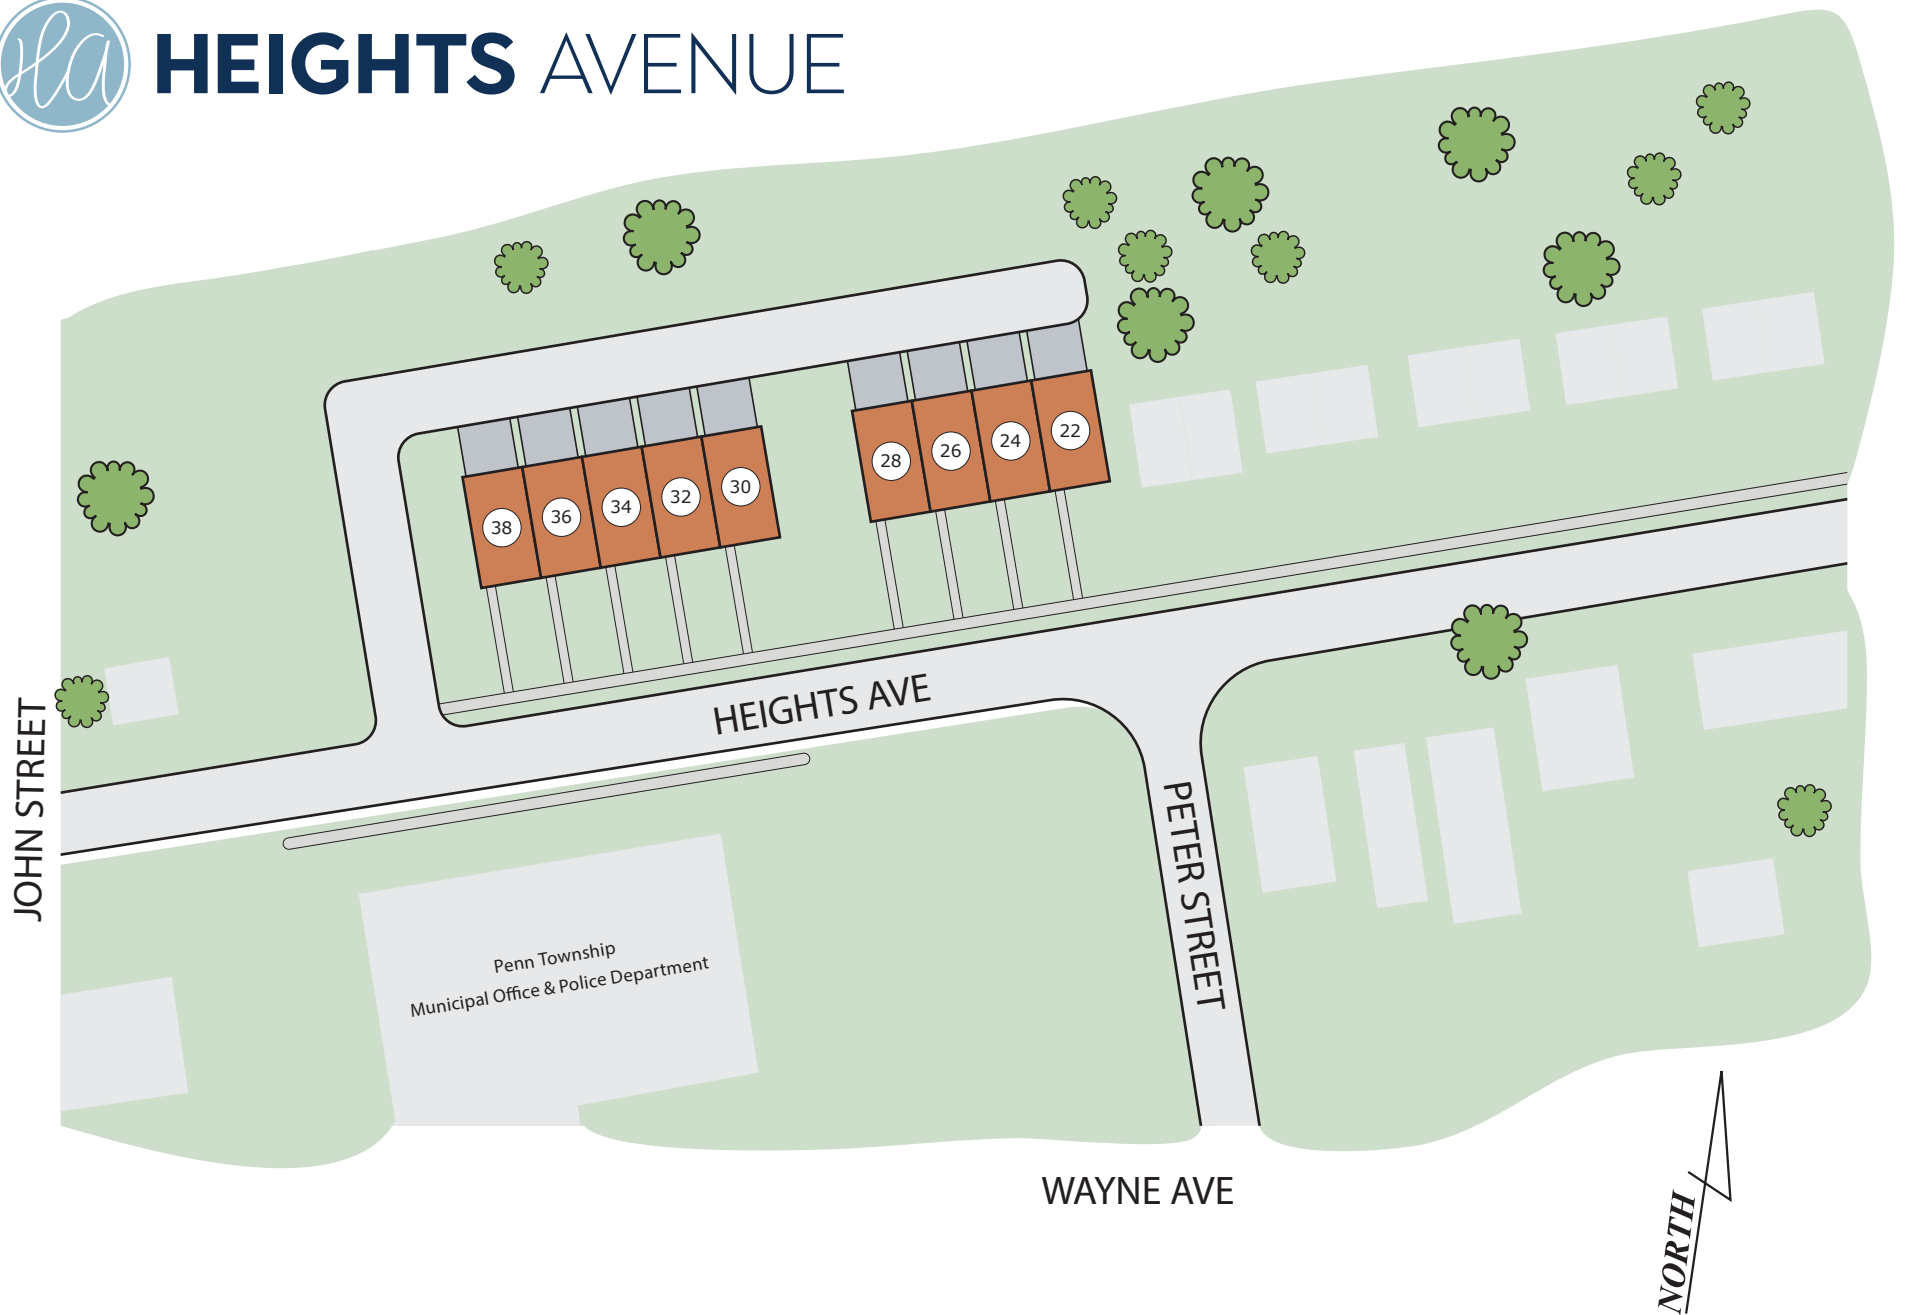 ha
HEIGHTS AVENUE
28
26
24
22
38
36
34
32
30
HEIGHTS AVE
JOHN STREET
PETER STREET
Penn Township
Municipal Office & Police Department
WAYNE AVE
NORTH